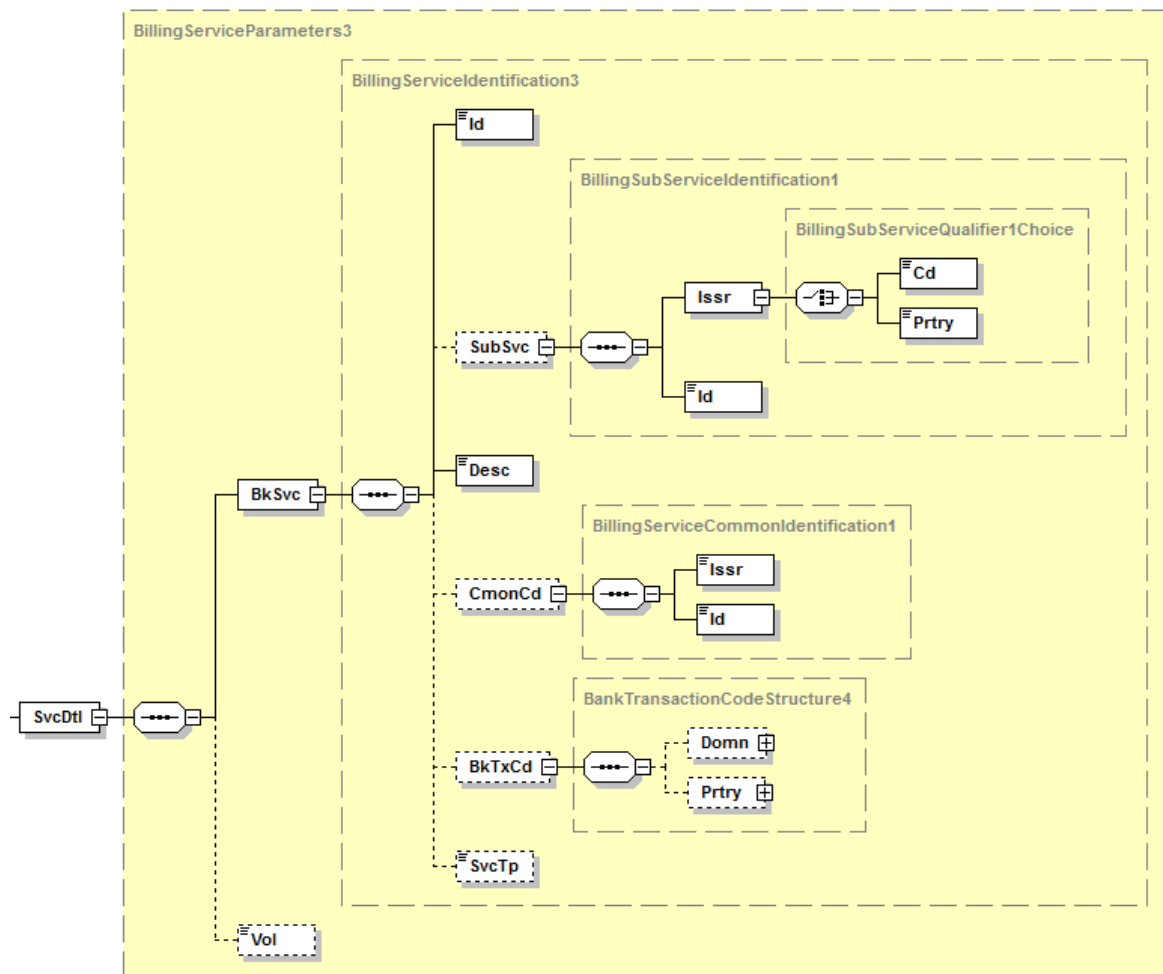 BillingServiceParameters3
BillingServiceIdentification3
Id
BillingSubServiceIdentification1
BillingSubServiceQualifier1Choice
Cd
Issr
Prtry
SubSvc
Id
Desc
BkSvc
BillingServiceCommonIdentification1
Issr
CmonCd
Id
BankTransactionCodeStructure4
SvcDtl
Domn
BkTxCd
Prtry
SvcTp
Vol